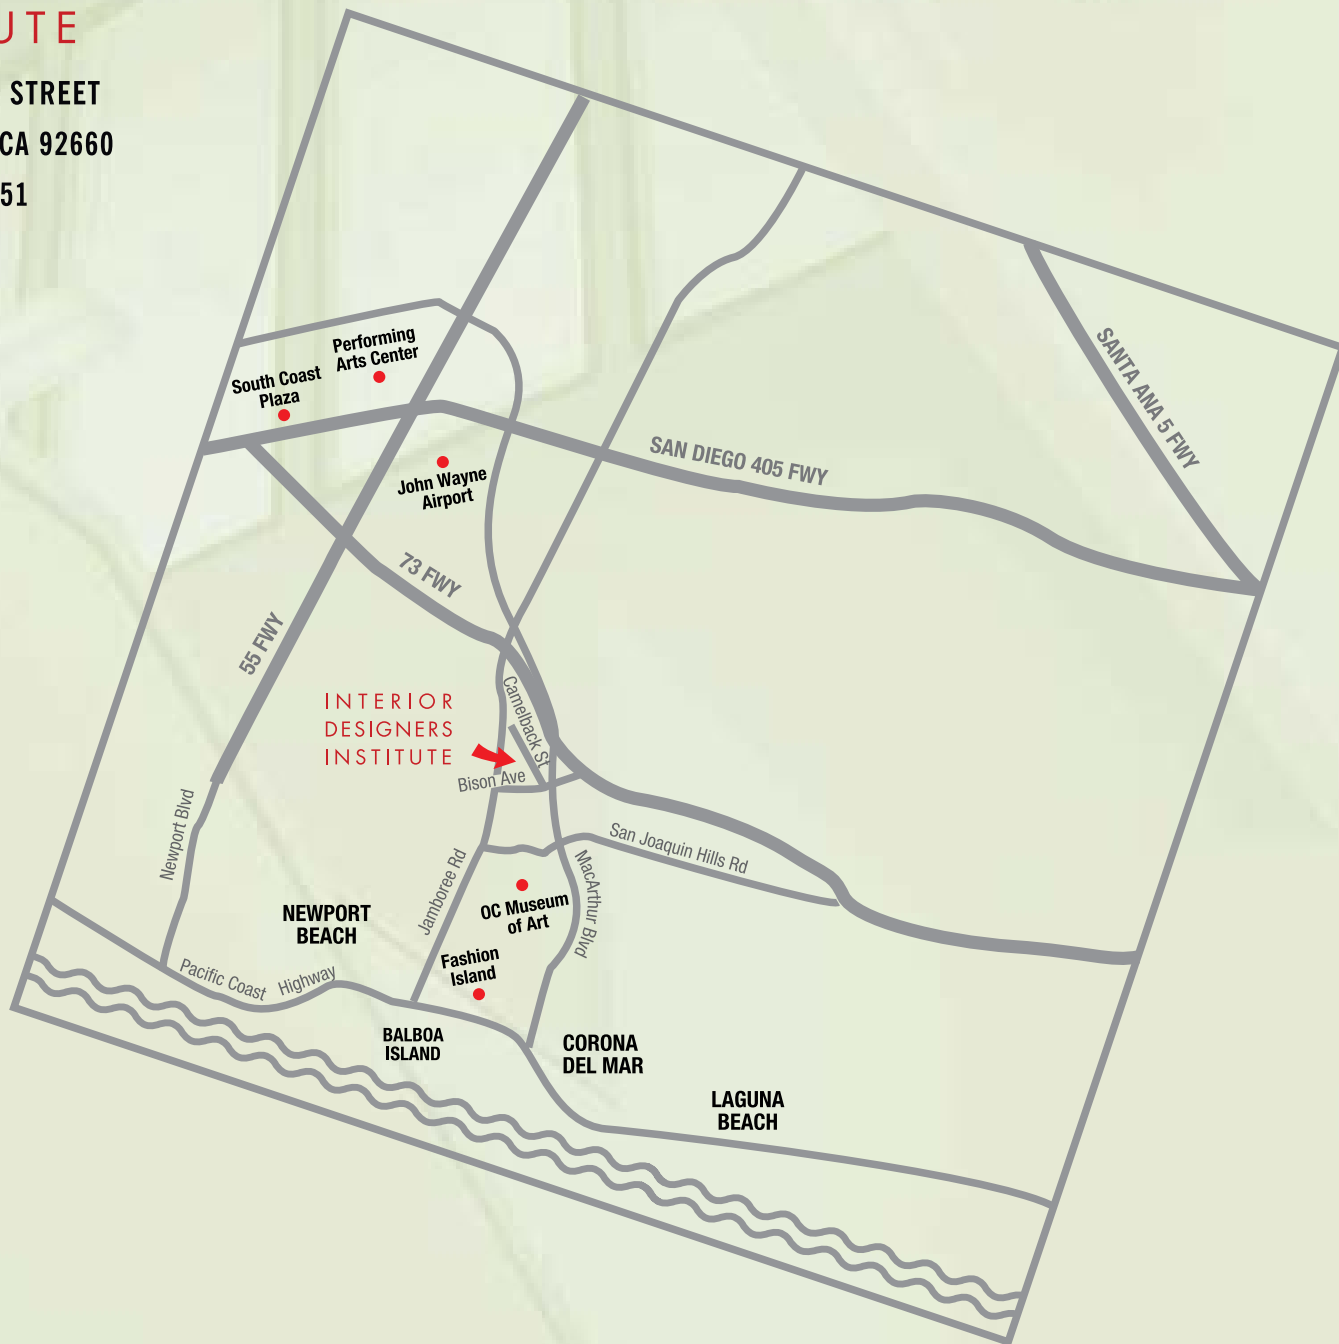 UTE
STREET
CA 92660
51
Performing
Arts Center
South Coast
Plaza
John Wayne
Airport
SAN DIEGO 405 FWY
SANTA ANA 5 FWY
73 FWY
55 FWY
INTERIOR
DESIGNERS
INSTITUTE
Camelback St
Bison Ave
Newport Blvd
Jamboree Rd
San Joaquin Hills Rd
MacArthur Blvd
OC Museum
of Art
Fashion
Island
NEWPORT
BEACH
Pacific Coast Highway
BALBOA
ISLAND
CORONA
DEL MAR
LAGUNA
BEACH